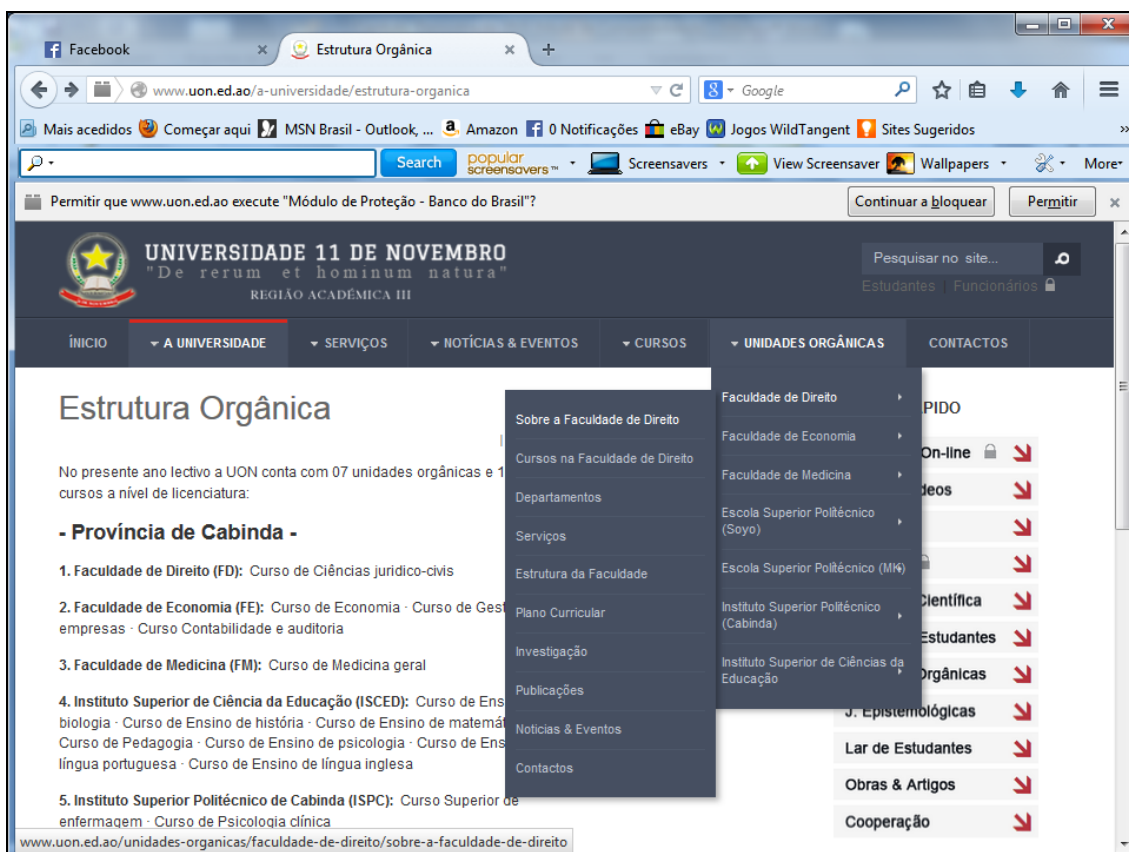 Facebook
Estrutura Orgânica
www.uon.ed.ao/a-universidade/estrutura-organica
Google
Mais acedidos Começar aqui MSN Brasil - Outlook, ... Amazon 0 Notificações eBay Jogos WildTangent Sites Sugeridos »
Search popular screensavers™ Screensavers View Screensaver Wallpapers More
Permitir que www.uon.ed.ao execute "Módulo de Proteção - Banco do Brasil"? Continuar a bloquear Permitir
UNIVERSIDADE 11 DE NOVEMBRO
"De rerum et hominum natura"
REGIÃO ACADÉMICA III
Pesquisar no site...
Estudantes | Funcionários
ÍNICIO A UNIVERSIDADE SERVIÇOS NOTÍCIAS & EVENTOS CURSOS UNIDADES ORGÂNICAS CONTACTOS
Estrutura Orgânica
No presente ano lectivo a UON conta com 07 unidades orgânicas e 1
cursos a nível de licenciatura:
- Província de Cabinda -
1. Faculdade de Direito (FD): Curso de Ciências juridico-civis
2. Faculdade de Economia (FE): Curso de Economia · Curso de Gest
empresas · Curso Contabilidade e auditoria
3. Faculdade de Medicina (FM): Curso de Medicina geral
4. Instituto Superior de Ciência da Educação (ISCED): Curso de Ens
biologia · Curso de Ensino de história · Curso de Ensino de matemát
Curso de Pedagogia · Curso de Ensino de psicologia · Curso de Ens
língua portuguesa · Curso de Ensino de língua inglesa
5. Instituto Superior Politécnico de Cabinda (ISPC): Curso Superior de
enfermagem · Curso de Psicologia clínica
Sobre a Faculdade de Direito
Cursos na Faculdade de Direito
Departamentos
Serviços
Estrutura da Faculdade
Plano Curricular
Investigação
Publicações
Noticias & Eventos
Contactos
Faculdade de Direito
Faculdade de Economia
Faculdade de Medicina
Escola Superior Politécnico
(Soyo)
Escola Superior Politécnico (MK)
Instituto Superior Politécnico
(Cabinda)
Instituto Superior de Ciências da
Educação
PIDO
On-line
deos
Científica
Estudantes
Orgânicas
J. Epistemológicas
Lar de Estudantes
Obras & Artigos
Cooperação
www.uon.ed.ao/unidades-organicas/faculdade-de-direito/sobre-a-faculdade-de-direito